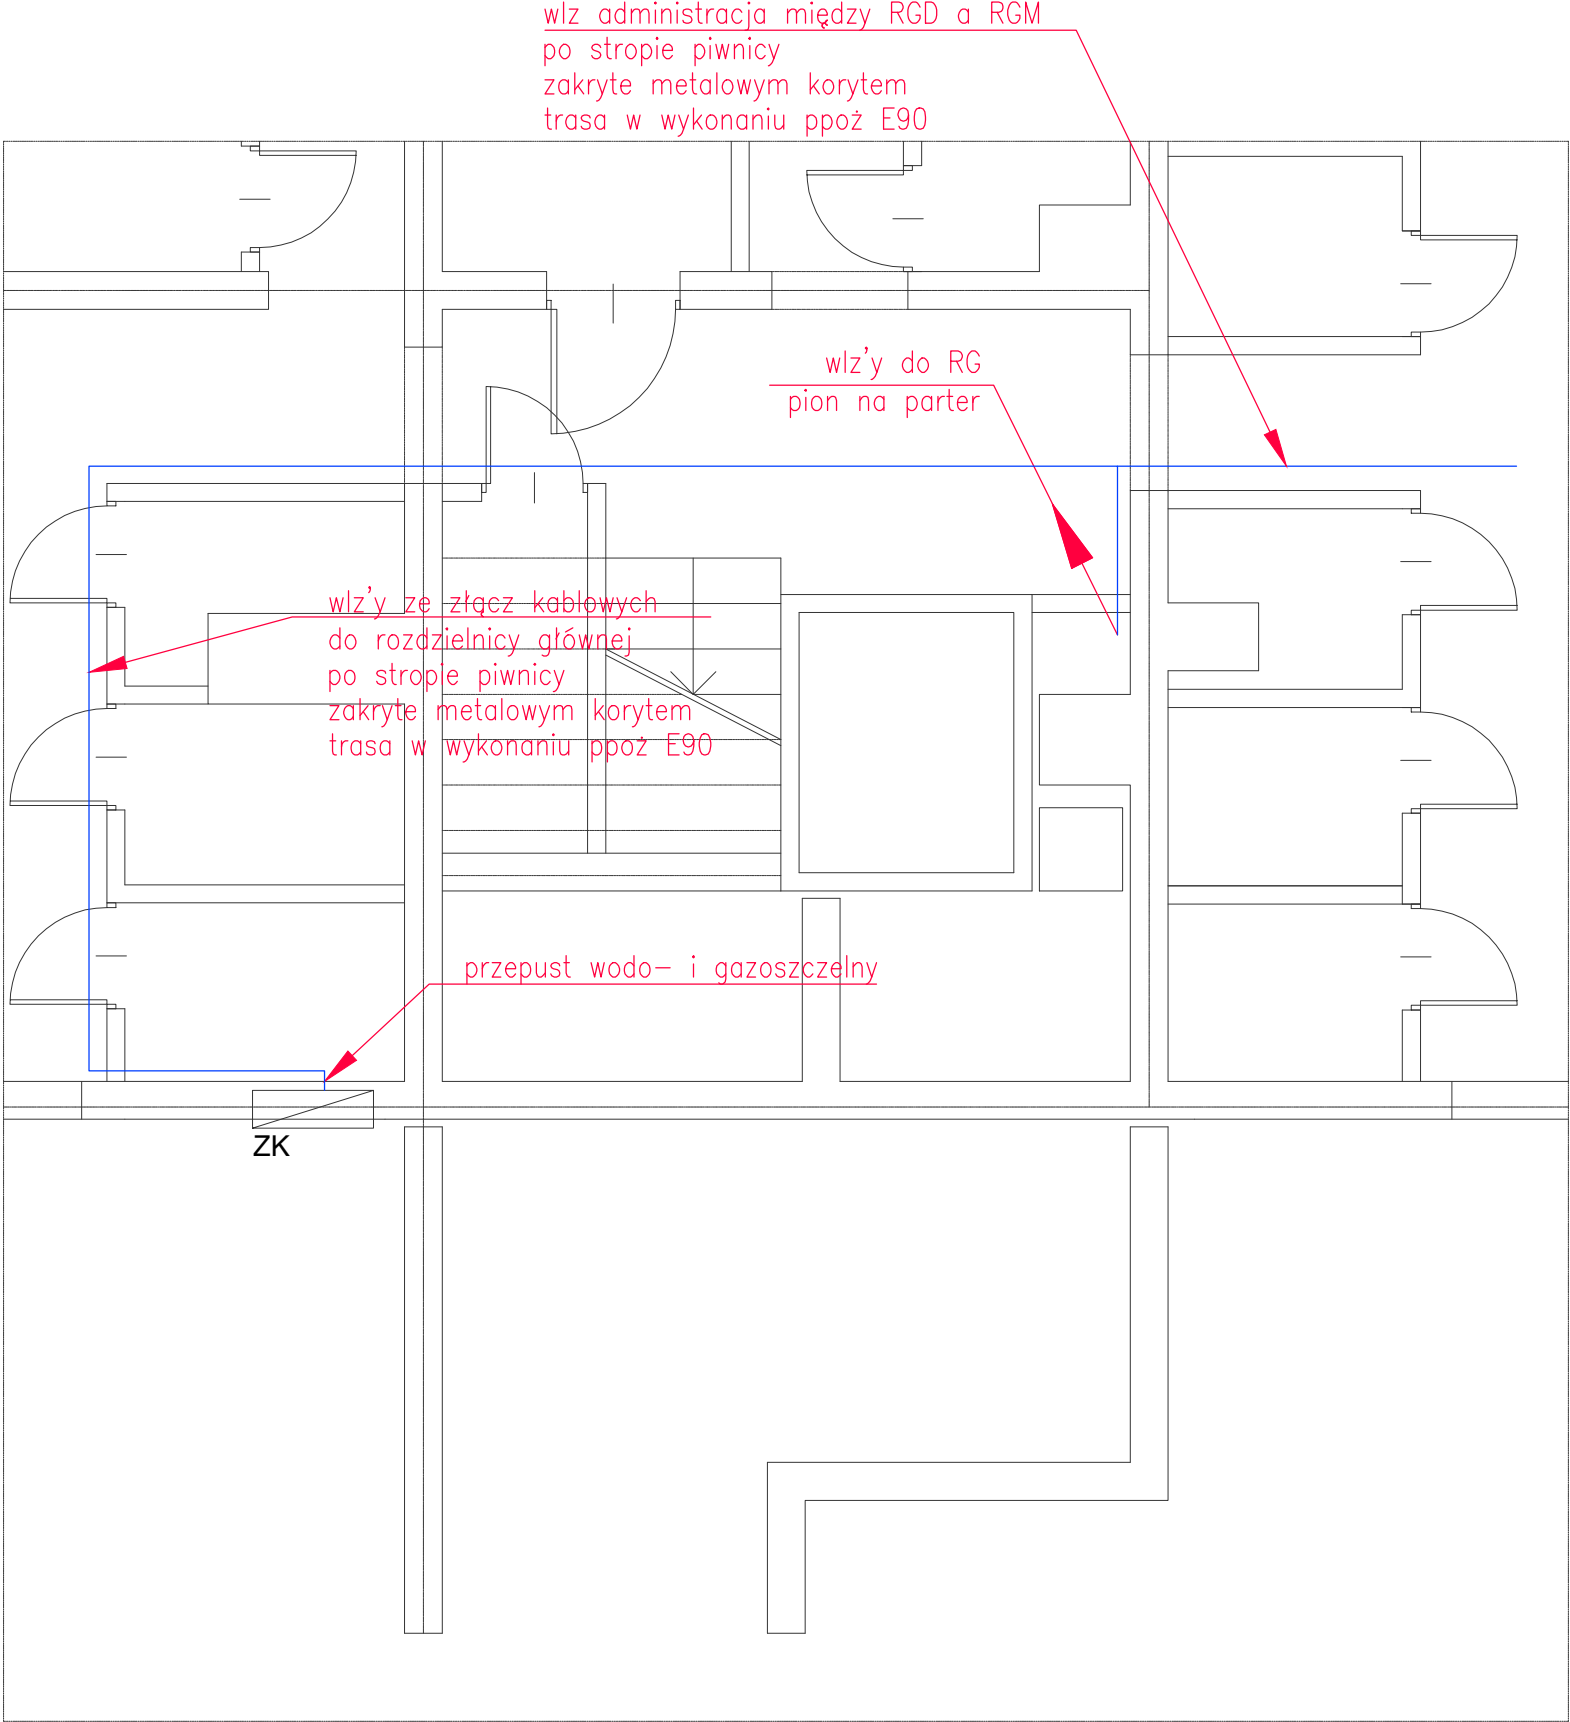 wlz administracja między RGD a RGM
po stropie piwnicy
zakryte metalowym korytem
trasa w wykonaniu ppoż E90
wlz'y do RG
pion na parter
wlz'y ze złącz kablowych
do rozdzielnicy głównej
po stropie piwnicy
zakryte metalowym korytem
trasa w wykonaniu ppoż E90
przepust wodo– i gazoszczelny
ZK